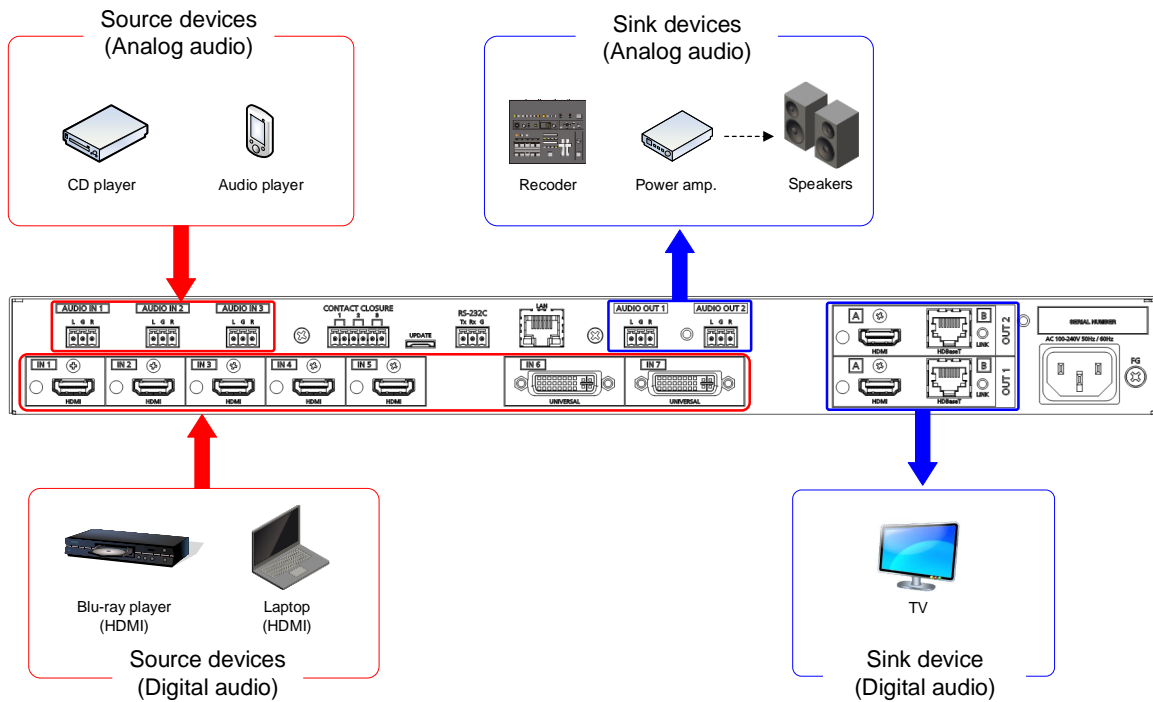 Source devices
(Analog audio)
CD player
Audio player
Sink devices
(Analog audio)
Recoder
Power amp.
Speakers
AUDIO IN 1
L G R
AUDIO IN 2
L G R
AUDIO IN 3
L G R
CONTACT CLOSURE
1 2 3
UPDATE
RS-232C
Tx Rx G
LAN
AUDIO OUT 1
L G R
AUDIO OUT 2
L G R
A
HDMI
HDBaseT
B
LINK
OUT 2
A
HDMI
HDBaseT
B
LINK
OUT 1
SERIAL NUMBER
AC 100-240V 50Hz / 60Hz
FG
IN 1
HDMI
IN 2
HDMI
IN 3
HDMI
IN 4
HDMI
IN 5
HDMI
IN 6
UNIVERSAL
IN 7
UNIVERSAL
Blu-ray player
(HDMI)
Laptop
(HDMI)
Source devices
(Digital audio)
TV
Sink device
(Digital audio)